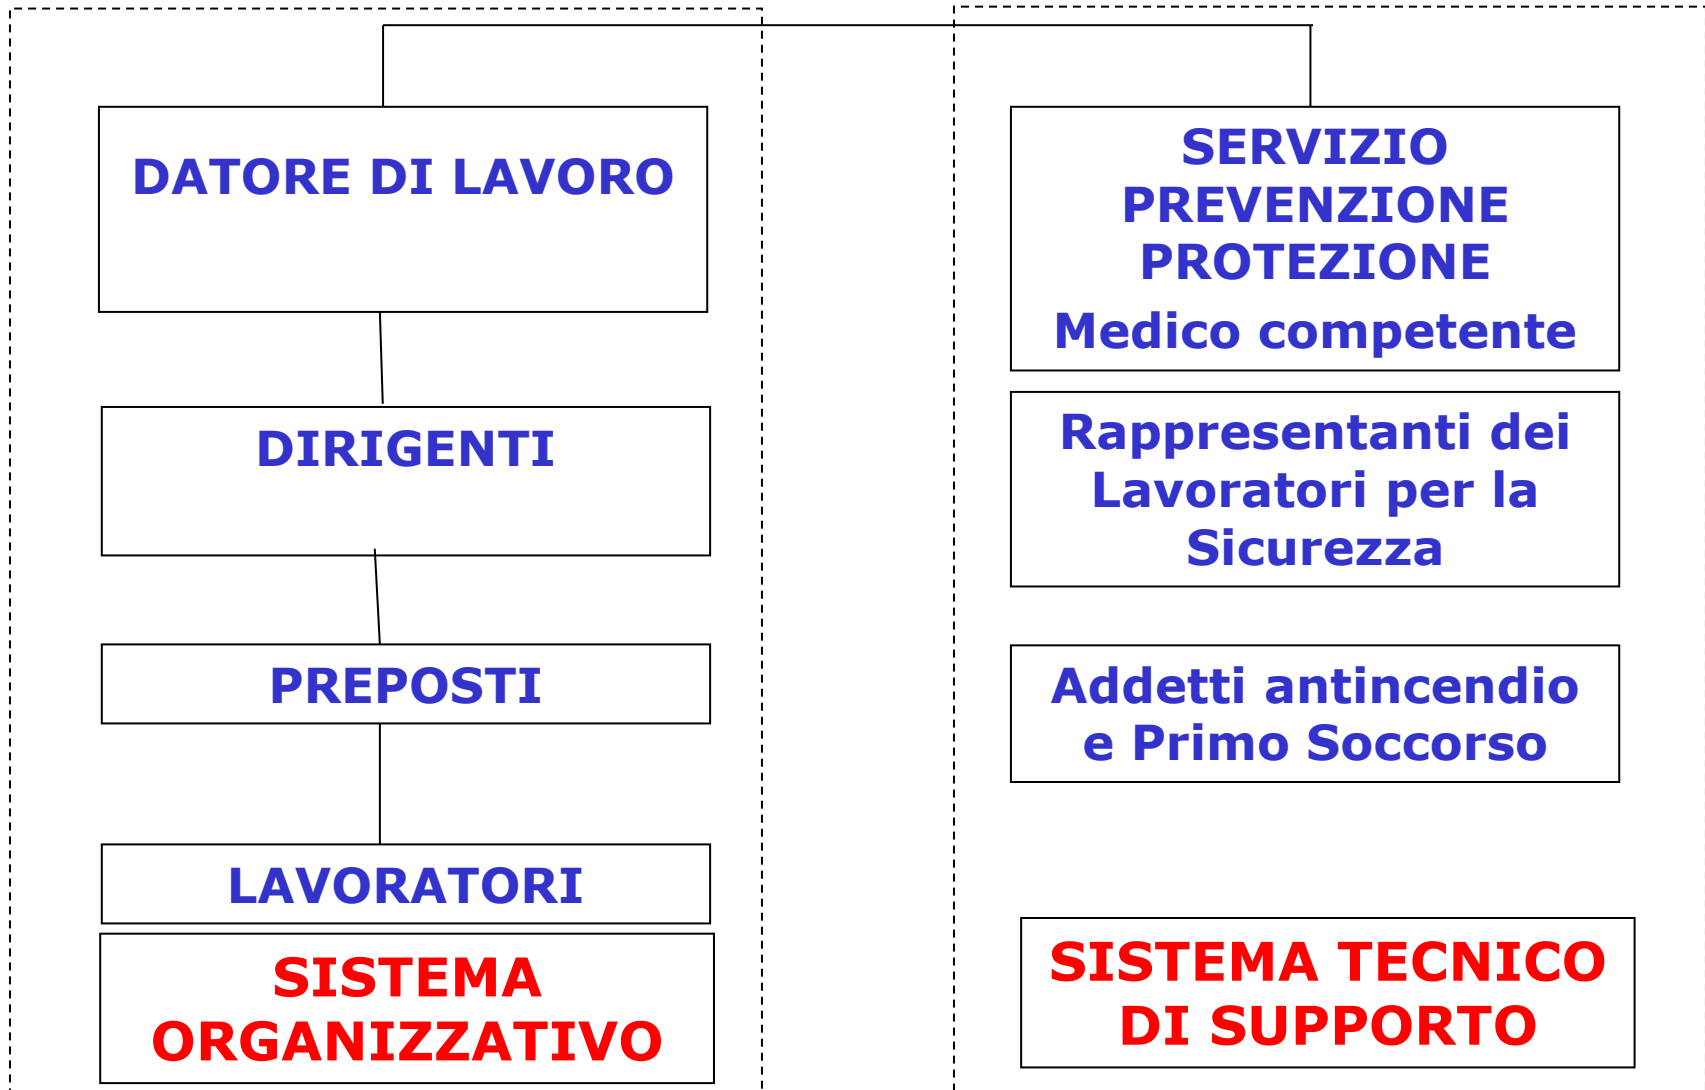 DATORE DI LAVORO
DIRIGENTI
PREPOSTI
LAVORATORI
SISTEMA
ORGANIZZATIVO
SERVIZIO
PREVENZIONE
PROTEZIONE
Medico competente
Rappresentanti dei
Lavoratori per la
Sicurezza
Addetti antincendio
e Primo Soccorso
SISTEMA TECNICO
DI SUPPORTO